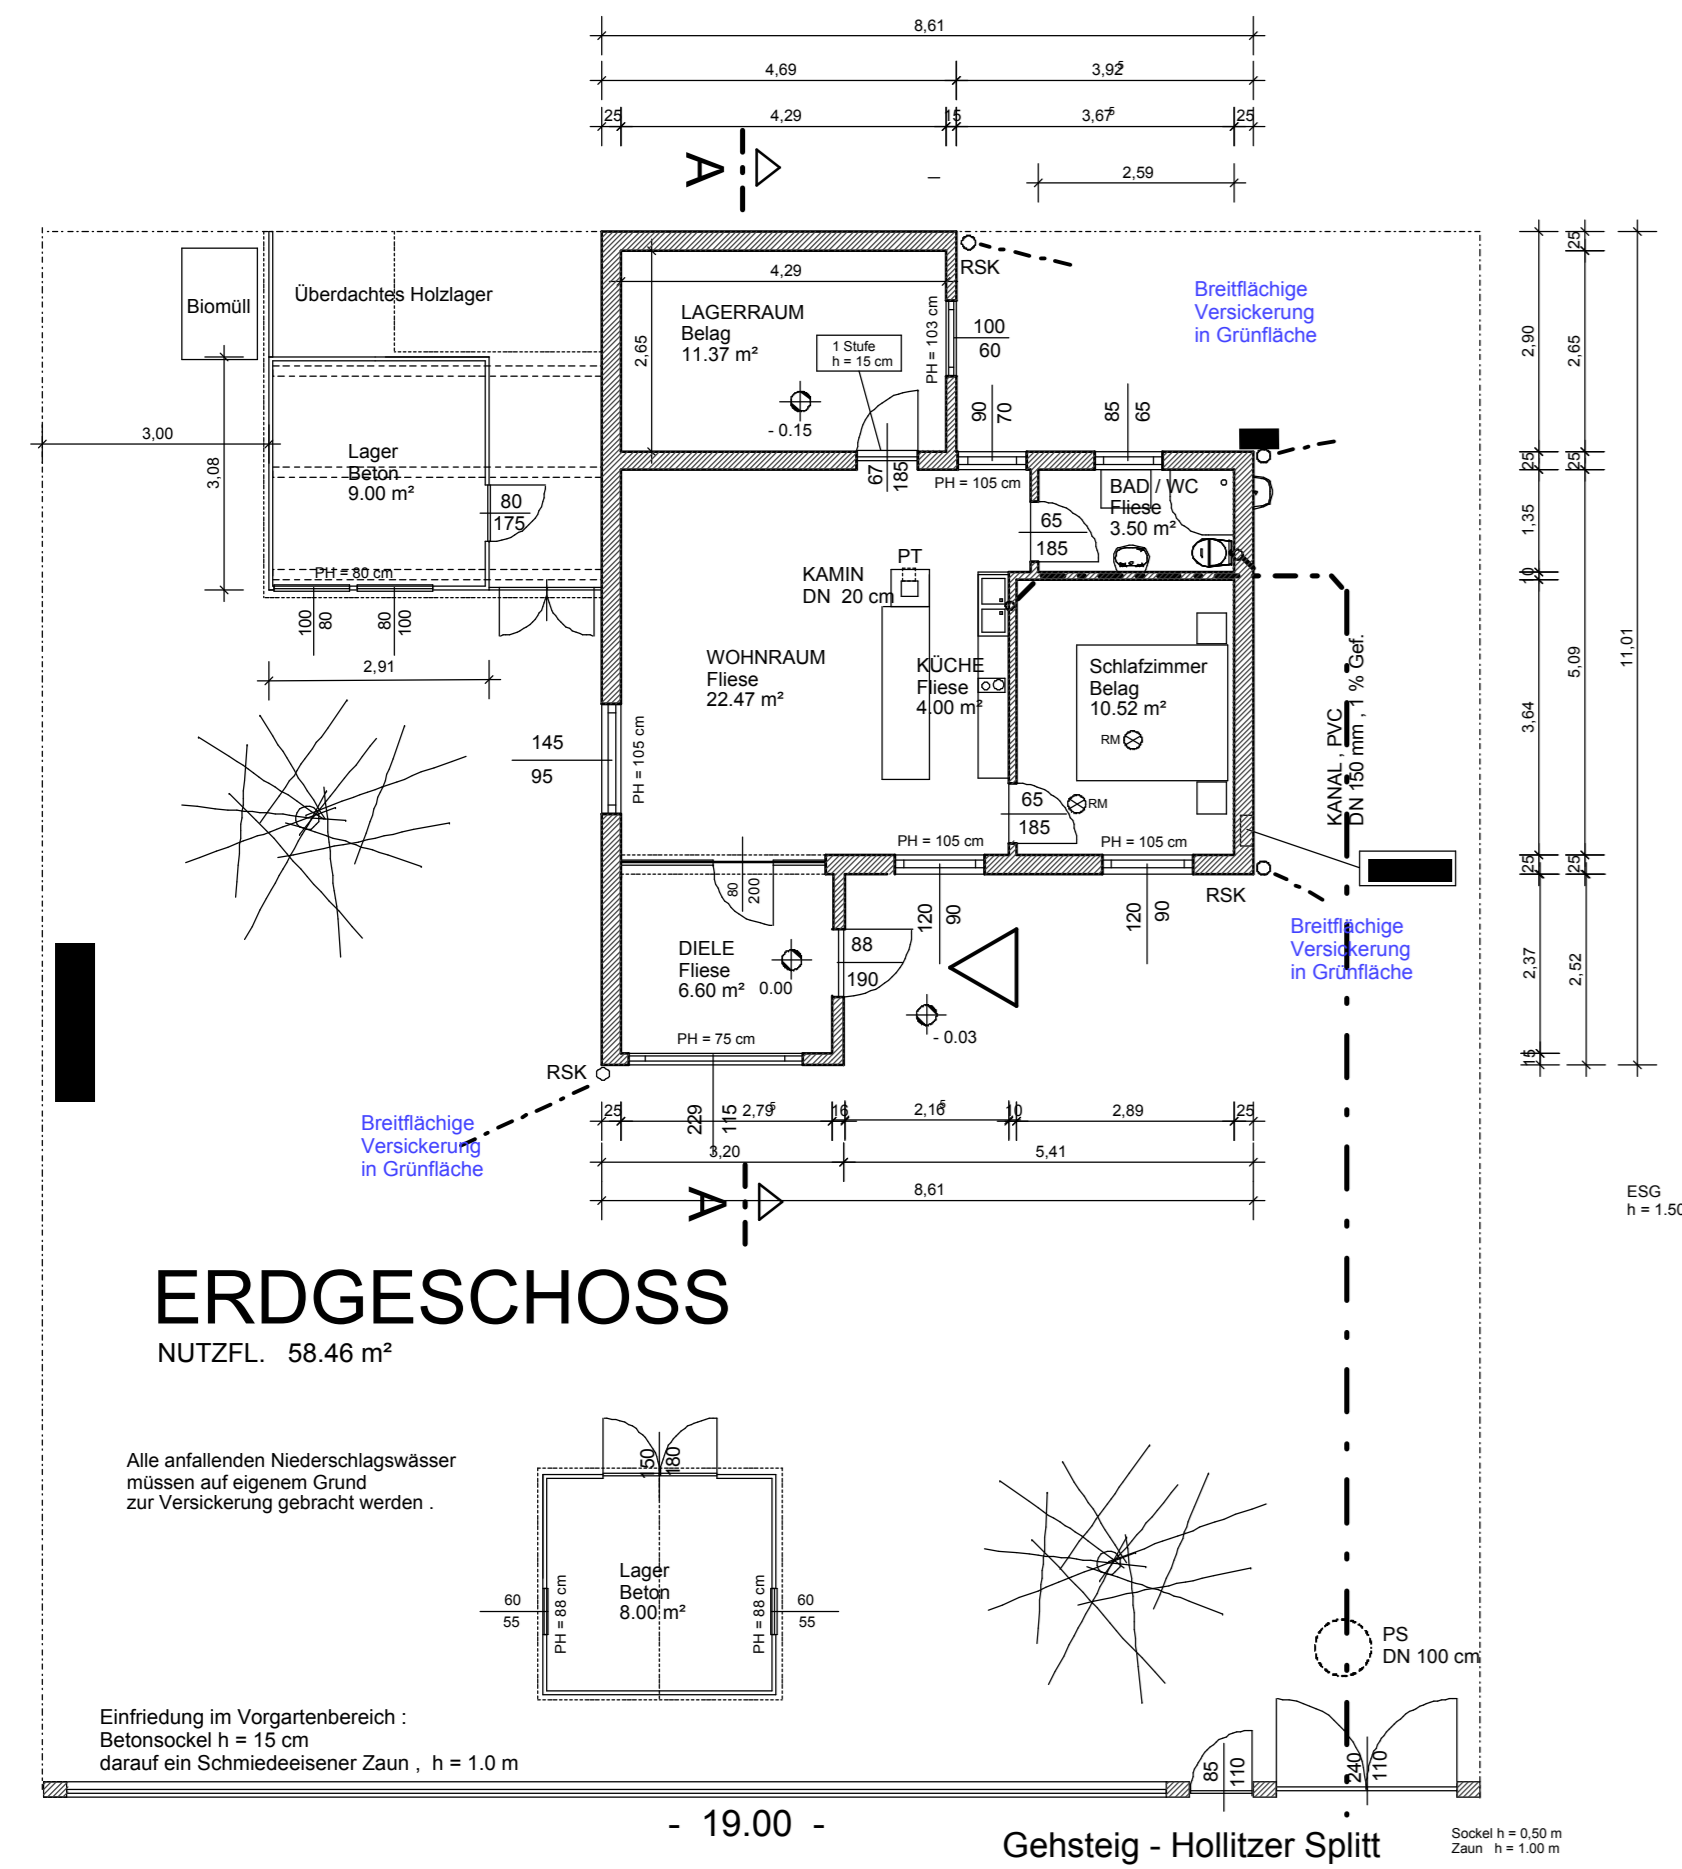 8,61
4,69
3,92⁵
25
4,29
15
3,67⁵
25
A
2,59
RSK
Biomüll
Überdachtes Holzlager
4,29
LAGERRAUM
Belag
11.37 m²
2,65
1 Stufe
h = 15 cm
PH = 103 cm
100
60
- 0.15
90
70
85
65
Breitflächige
Versickerung
in Grünfläche
25
2,90
2,65
25
25
1,35
10
5,09
11,01
3,64
25
25
2,37
2,52
15
3,00
3,08
Lager
Beton
9.00 m²
80
175
PH = 80 cm
100
80
80
100
2,91
67
185
PH = 105 cm
BAD / WC
Fliese
3.50 m²
65
185
PT
KAMIN
DN 20 cm
WOHNRAUM
Fliese
22.47 m²
KÜCHE
Fliese
4.00 m²
Schlafzimmer
Belag
10.52 m²
RM
RM
KANAL , PVC
DN 150 mm , 1 % Gef.
145
95
PH = 105 cm
65
185
PH = 105 cm
PH = 105 cm
RSK
80
200
120
90
120
90
DIELE
Fliese
6.60 m²
0.00
88
190
- 0.03
PH = 75 cm
Breitflächige
Versickerung
in Grünfläche
RSK
Breitflächige
Versickerung
in Grünfläche
25
229
115
2,79⁵
16
2,16⁵
10
2,89
25
3,20
5,41
8,61
A
ESG
h = 1.50
ERDGESCHOSS
NUTZFL. 58.46 m²
Alle anfallenden Niederschlagswässer
müssen auf eigenem Grund
zur Versickerung gebracht werden .
150
180
Lager
Beton
8.00 m²
PH = 88 cm
PH = 88 cm
60
55
60
55
PS
DN 100 cm
Einfriedung im Vorgartenbereich :
Betonsockel h = 15 cm
darauf ein Schmiedeeisener Zaun , h = 1.0 m
85
110
240
110
- 19.00 -
Gehsteig - Hollitzer Splitt
Sockel h = 0,50 m
Zaun h = 1.00 m